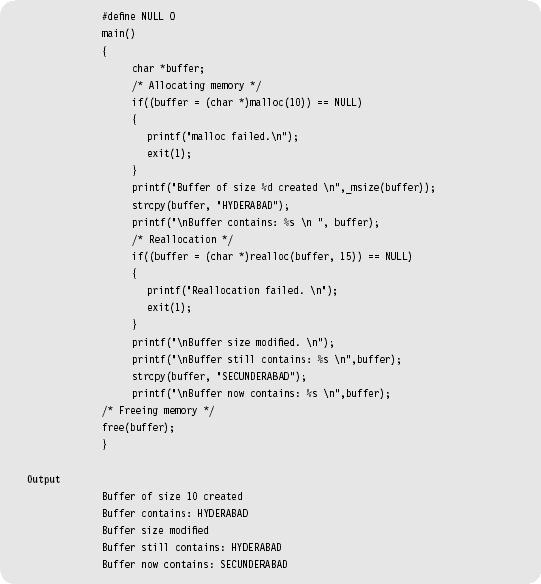 #define NULL 0
main()
{
char *buffer;
/* Allocating memory */
if((buffer = (char *)malloc(10)) == NULL)
{
printf("malloc failed.\n");
exit(1);
}
printf("Buffer of size %d created \n",_msize(buffer));
strcpy(buffer, "HYDERABAD");
printf("\nBuffer contains: %s \n ", buffer);
/* Reallocation */
if((buffer = (char *)realloc(buffer, 15)) == NULL)
{
printf("Reallocation failed. \n");
exit(1);
}
printf("\nBuffer size modified. \n");
printf("\nBuffer still contains: %s \n",buffer);
strcpy(buffer, "SECUNDERABAD");
printf("\nBuffer now contains: %s \n",buffer);
/* Freeing memory */
free(buffer);
}
Output
Buffer of size 10 created
Buffer contains: HYDERABAD
Buffer size modified
Buffer still contains: HYDERABAD
Buffer now contains: SECUNDERABAD